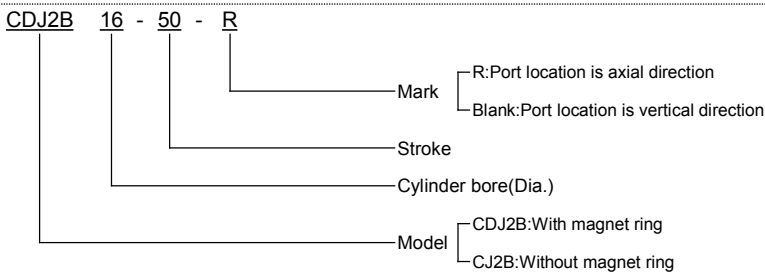 CDJ2B 16 - 50 - R
R:Port location is axial direction
Mark
Blank:Port location is vertical direction
Stroke
Cylinder bore(Dia.)
CDJ2B:With magnet ring
Model
CJ2B:Without magnet ring